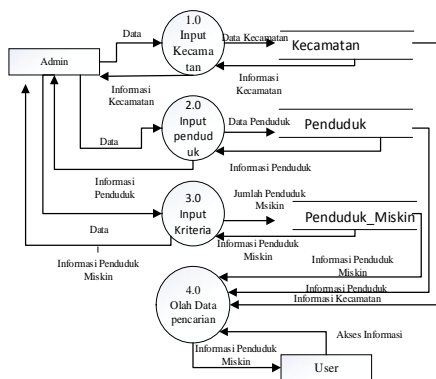 1.0
Input
Kecama
tan
Data
Data Kecamatan
Kecamatan
Admin
Informasi
Kecamatan
Informasi
Kecamatan
2.0
Input
pendud
uk
Data
Data Penduduk
Penduduk
Informasi
Penduduk
Informasi Penduduk
3.0
Input
Kriteria
Jumlah Penduduk
Msikin
Penduduk_Miskin
Data
Informasi Penduduk
Miskin
Informasi Penduduk
Miskin
Informasi Penduduk
Miskin
Informasi Penduduk
Informasi Kecamatan
4.0
Olah Data
pencarian
Akses Informasi
Informasi Penduduk
Miskin
User